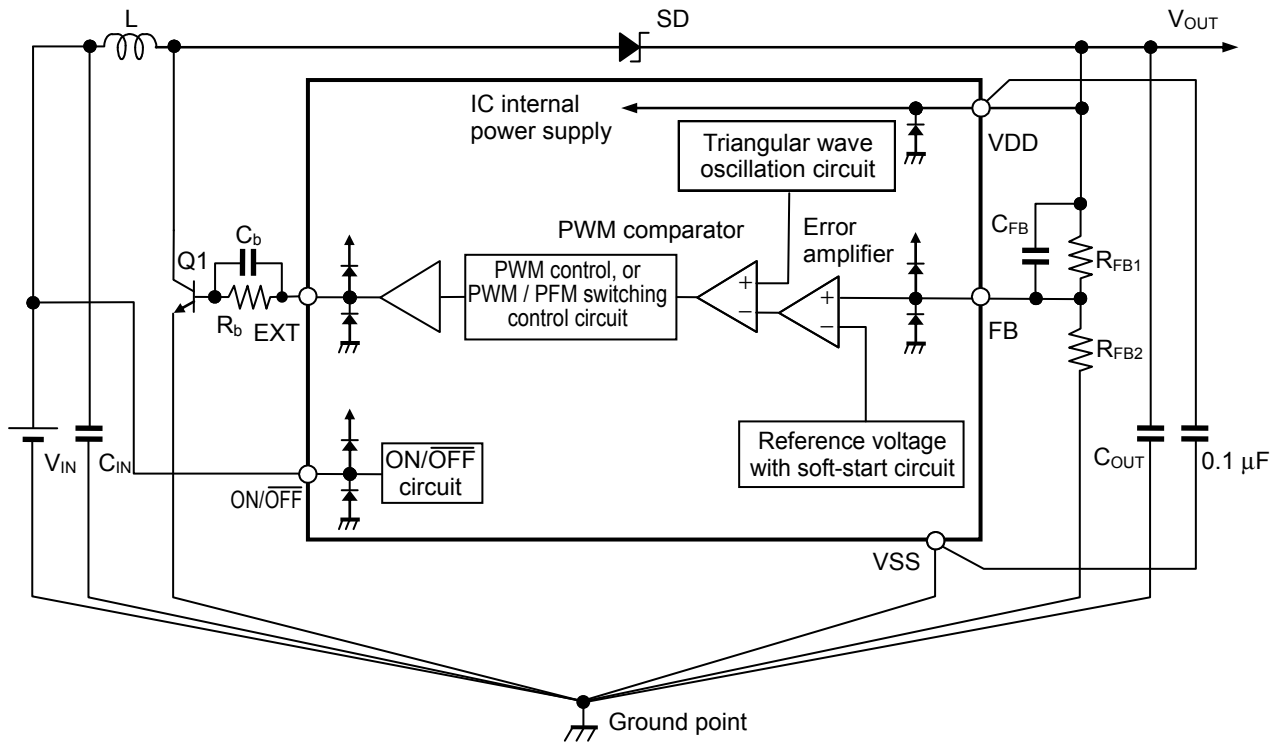 L
SD
VOUT
IC internal
power supply
VDD
Triangular wave
oscillation circuit
CFB
Cb
PWM comparator
Error
amplifier
Q1
PWM control, or
PWM / PFM switching
control circuit
+
−
+
−
RFB1
Rb
EXT
FB
RFB2
Reference voltage
with soft-start circuit
VIN
CIN
ON/OFF
circuit
COUT
0.1 μF
ON/OFF
VSS
Ground point